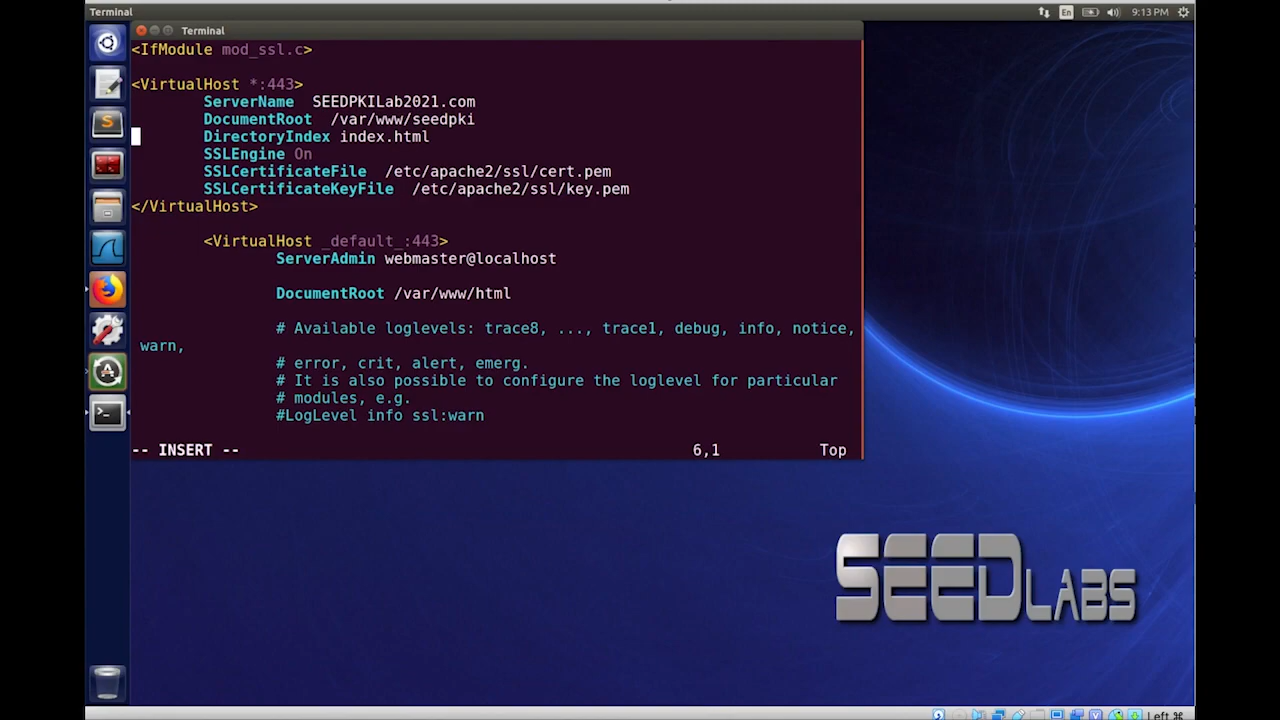 Terminal
En
9:13 PM
Terminal
<IfModule mod_ssl.c>
<VirtualHost *:443>
ServerName SEEDPKILab2021.com
DocumentRoot /var/www/seedpki
DirectoryIndex index.html
SSLEngine On
SSLCertificateFile /etc/apache2/ssl/cert.pem
SSLCertificateKeyFile /etc/apache2/ssl/key.pem
</VirtualHost>
<VirtualHost _default_:443>
ServerAdmin webmaster@localhost
DocumentRoot /var/www/html
# Available loglevels: trace8, ..., trace1, debug, info, notice,
warn,
# error, crit, alert, emerg.
# It is also possible to configure the loglevel for particular
# modules, e.g.
#LogLevel info ssl:warn
-- INSERT -- 6,1 Top
SEEDLABS
Left ⌘